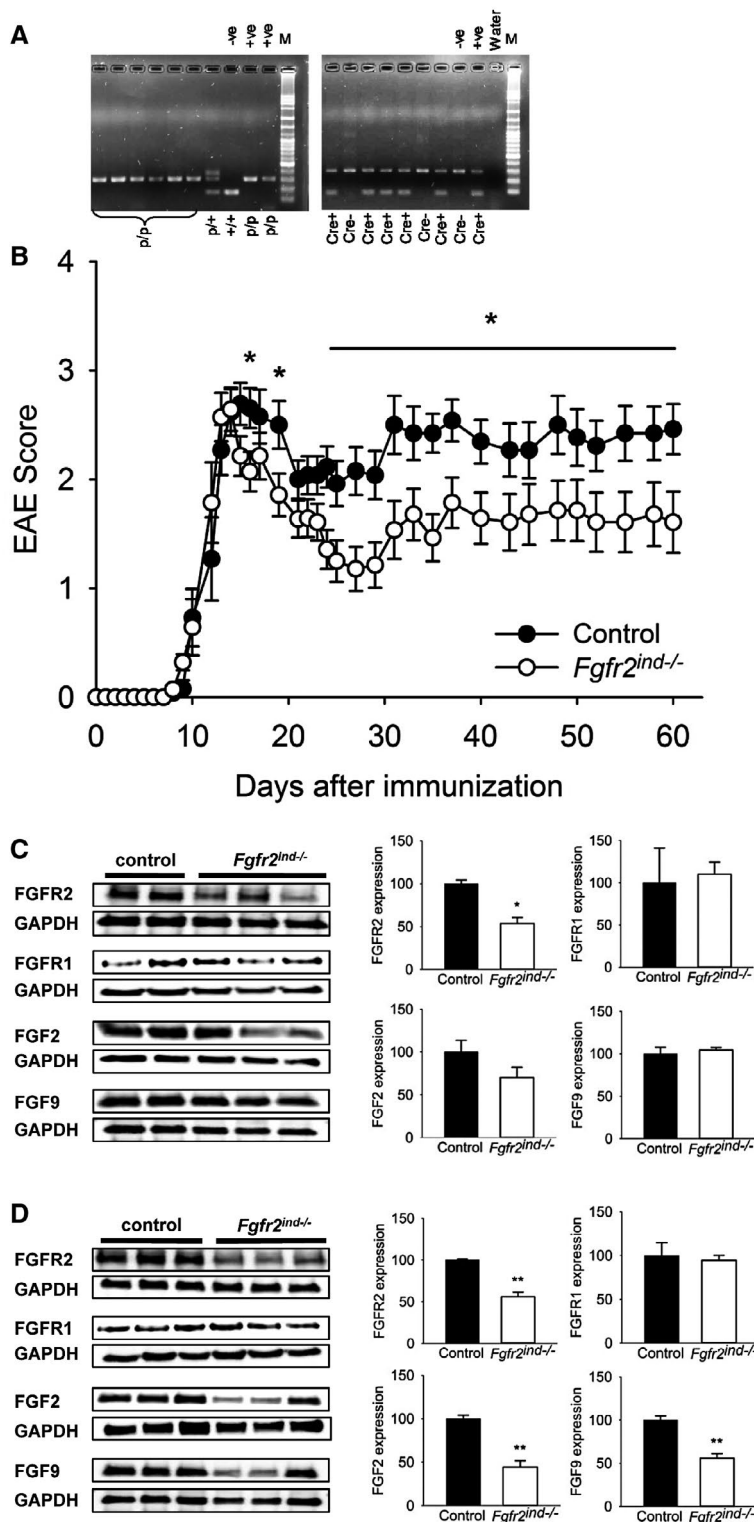 A
-ve +ve +ve M
-ve +ve Water M
p/p p/+ +/+ p/p p/p
Cre+ Cre- Cre+ Cre+ Cre+ Cre- Cre+ Cre- Cre+
B
EAE Score
4
3
2
1
0
* * *
Control
Fgfr2ind-/-
0 10 20 30 40 50 60
Days after immunization
C
control Fgfr2ind-/-
FGFR2
GAPDH
FGFR1
GAPDH
FGF2
GAPDH
FGF9
GAPDH
FGFR2 expression
150
100
50
0
*
Control Fgfr2ind-/-
FGFR1 expression
150
100
50
0
Control Fgfr2ind-/-
FGF2 expression
150
100
50
0
Control Fgfr2ind-/-
FGF9 expression
150
100
50
0
Control Fgfr2ind-/-
D
control Fgfr2ind-/-
FGFR2
GAPDH
FGFR1
GAPDH
FGF2
GAPDH
FGF9
GAPDH
FGFR2 expression
150
100
50
0
**
Control Fgfr2ind-/-
FGFR1 expression
150
100
50
0
Control Fgfr2ind-/-
FGF2 expression
150
100
50
0
**
Control Fgfr2ind-/-
FGF9 expression
150
100
50
0
**
Control Fgfr2ind-/-